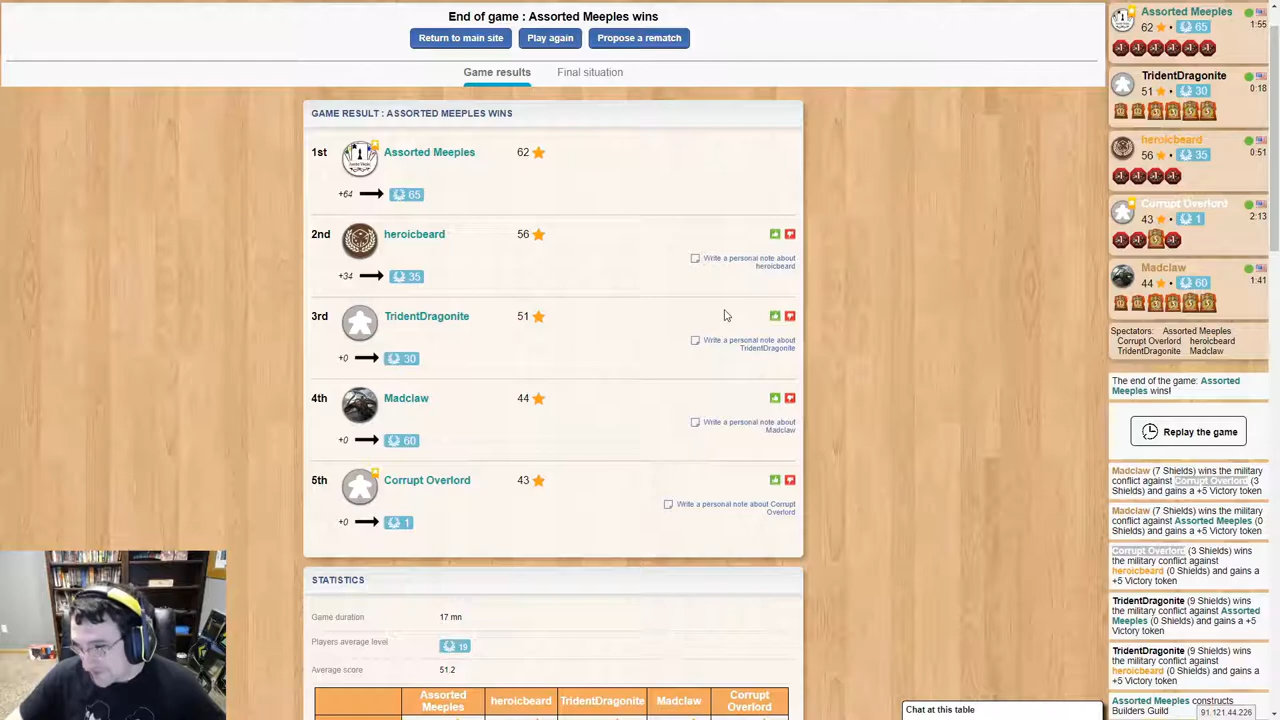 End of game : Assorted Meeples wins
Return to main site
Play again
Propose a rematch
Game results
Final situation
GAME RESULT : ASSORTED MEEPLES WINS
1st
Assorted Meeples
62
+64
65
2nd
heroicbeard
56
Write a personal note about
heroicbeard
+34
35
3rd
TridentDragonite
51
Write a personal note about
TridentDragonite
+0
30
4th
Madclaw
44
Write a personal note about
Madclaw
+0
60
5th
Corrupt Overlord
43
Write a personal note about Corrupt
Overlord
+0
1
STATISTICS
Game duration
17 mn
Players average level
19
Average score
51.2
Assorted
Meeples
heroicbeard
TridentDragonite
Madclaw
Corrupt
Overlord
Assorted Meeples
62 • 65
1:55
TridentDragonite
51 • 30
0:18
heroicbeard
56 • 35
0:51
Corrupt Overlord
43 • 1
2:13
Madclaw
44 • 60
1:41
Spectators: Assorted Meeples
Corrupt Overlord heroicbeard
TridentDragonite Madclaw
The end of the game: Assorted
Meeples wins!
Replay the game
Madclaw (7 Shields) wins the military
conflict against Corrupt Overlord (3
Shields) and gains a +5 Victory token
Madclaw (7 Shields) wins the military
conflict against Assorted Meeples (0
Shields) and gains a +5 Victory token
Corrupt Overlord (3 Shields) wins
the military conflict against
heroicbeard (0 Shields) and gains a
+5 Victory token
TridentDragonite (9 Shields) wins
the military conflict against Assorted
Meeples (0 Shields) and gains a +5
Victory token
TridentDragonite (9 Shields) wins
the military conflict against
heroicbeard (0 Shields) and gains a
+5 Victory token
Assorted Meeples constructs
Builders Guild
91.121.44.226
Chat at this table